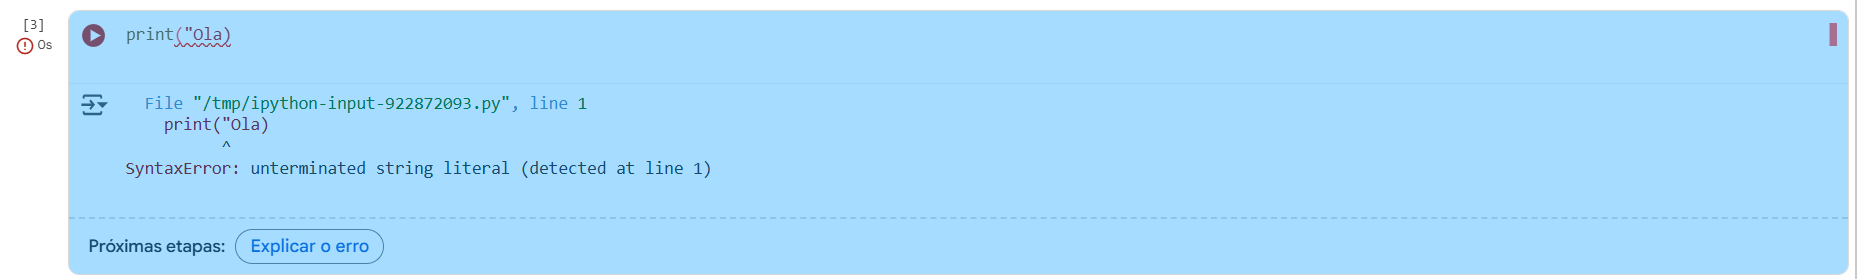 [3]
0s
print("Ola)
File "/tmp/ipython-input-922872093.py", line 1
print("Ola)
^
SyntaxError: unterminated string literal (detected at line 1)
Próximas etapas: Explicar o erro